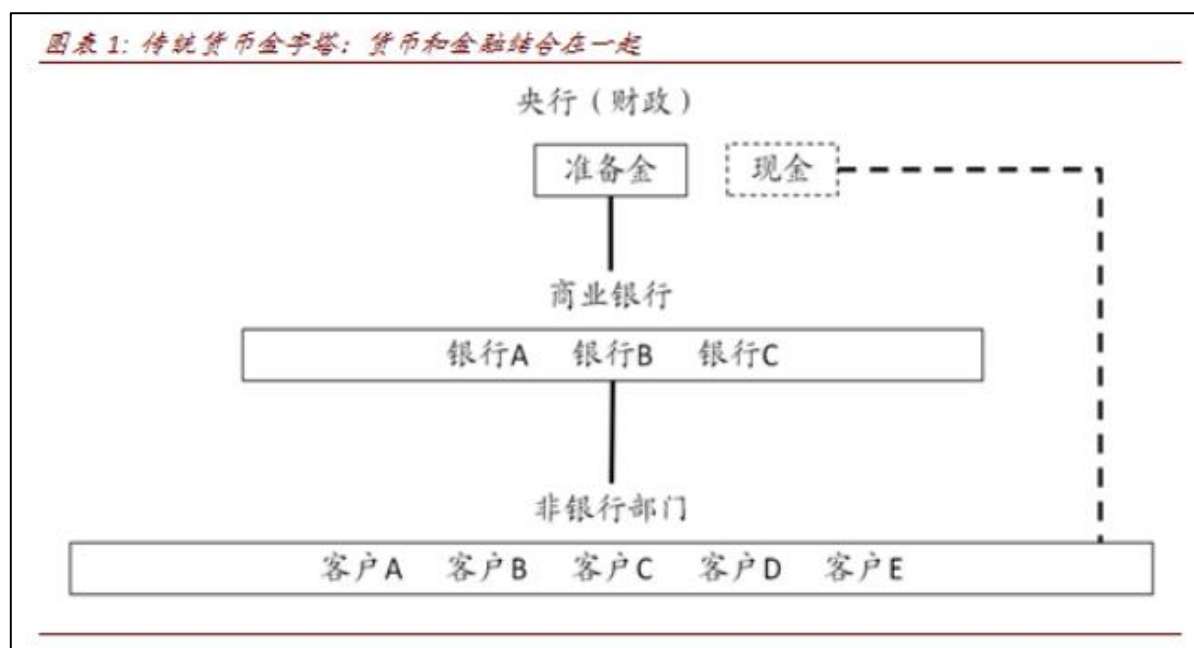 图表 1: 传统货币金字塔：货币和金融结合在一起
央行（财政）
准备金 现金
商业银行
银行A 银行B 银行C
非银行部门
客户A 客户B 客户C 客户D 客户E